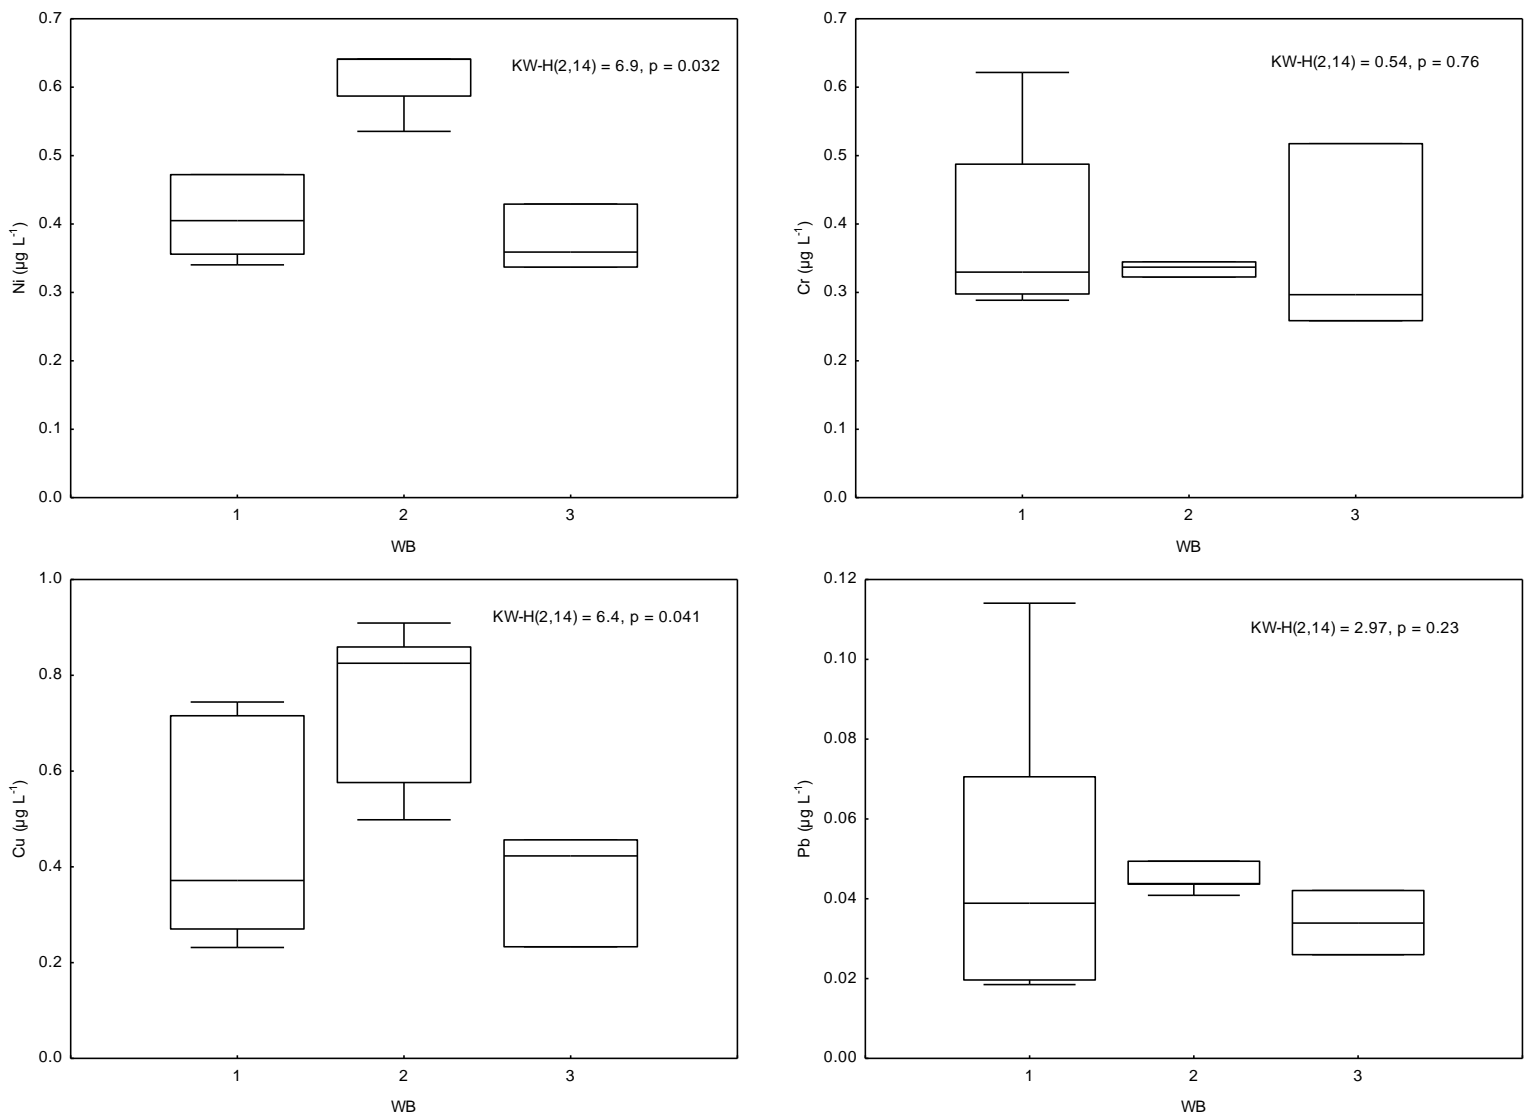 0.7
0.6
0.5
0.4
0.3
0.2
0.1
0.0
Ni (µg L⁻¹)
KW-H(2,14) = 6.9, p = 0.032
1 2 3
WB
0.7
0.6
0.5
0.4
0.3
0.2
0.1
0.0
Cr (µg L⁻¹)
KW-H(2,14) = 0.54, p = 0.76
1 2 3
WB
1.0
0.8
0.6
0.4
0.2
0.0
Cu (µg L⁻¹)
KW-H(2,14) = 6.4, p = 0.041
1 2 3
WB
0.12
0.10
0.08
0.06
0.04
0.02
0.00
Pb (µg L⁻¹)
KW-H(2,14) = 2.97, p = 0.23
1 2 3
WB